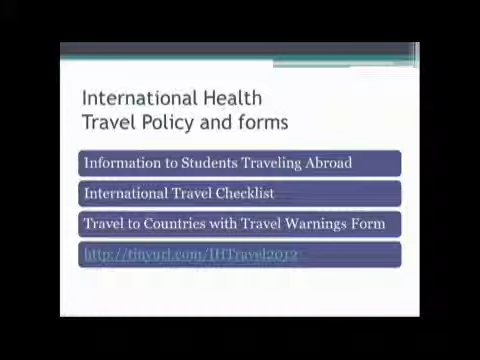 International Health
Travel Policy and forms
Information to Students Traveling Abroad
International Travel Checklist
Travel to Countries with Travel Warnings Form
http://tinyurl.com/IHTravel2012